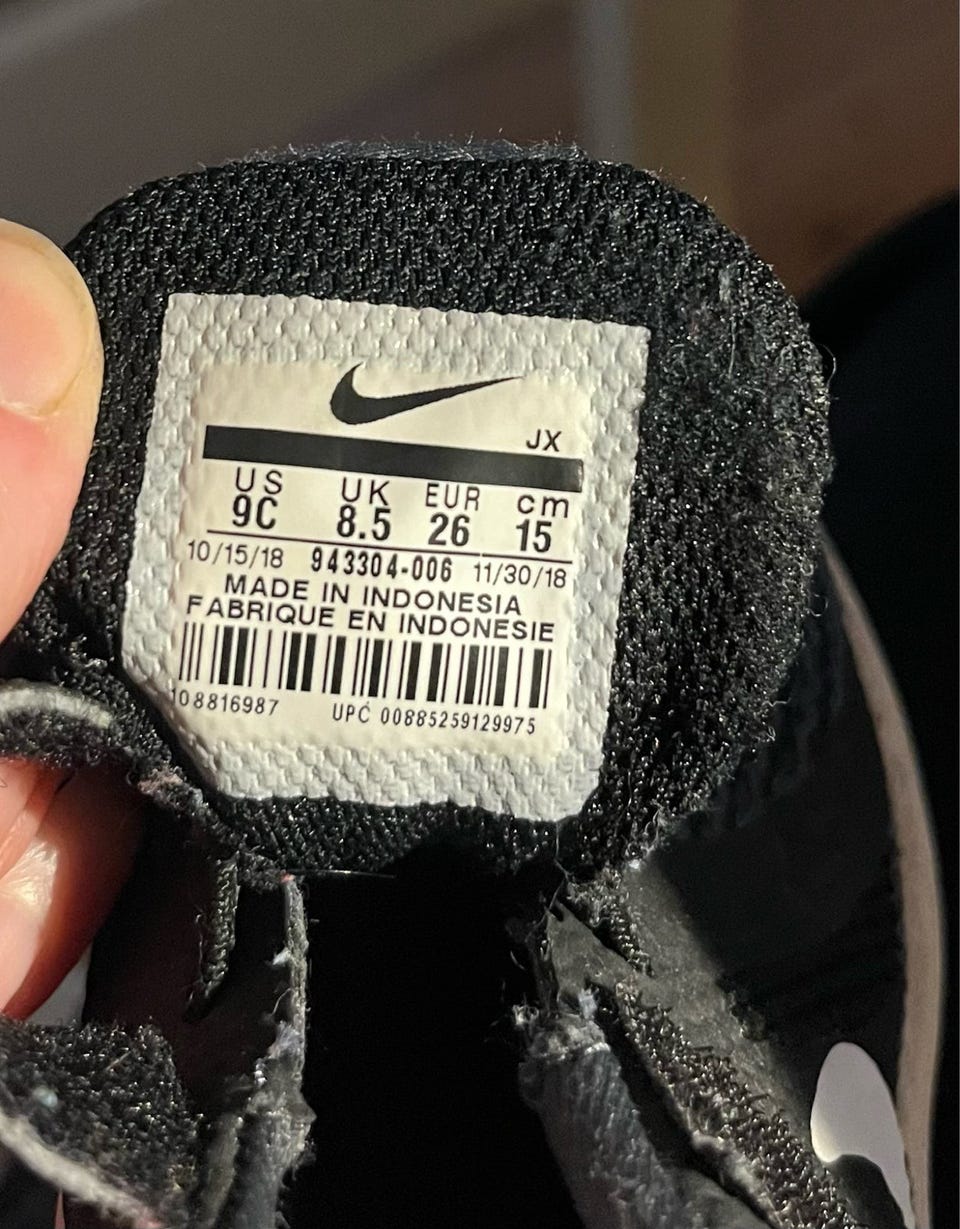 JX
US UK EUR cm
9C 8.5 26 15
10/15/18 943304-006 11/30/18
MADE IN INDONESIA
FABRIQUE EN INDONESIE
108816987 UPC 00885259129975